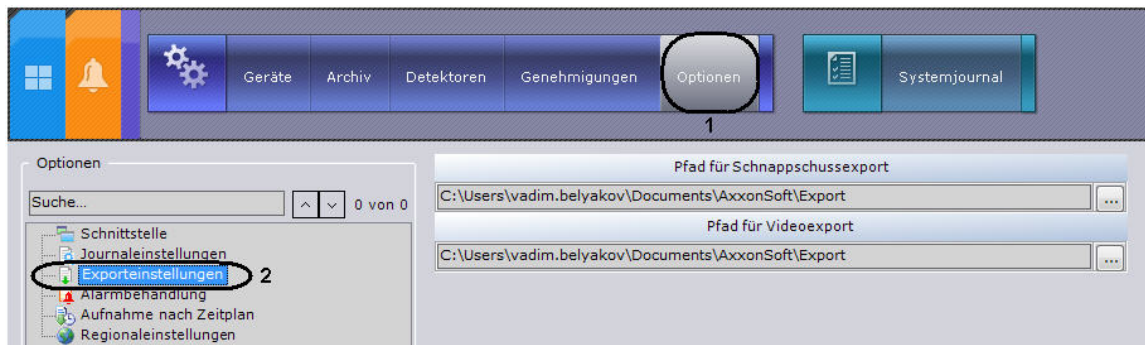 Geräte Archiv Detektoren Genehmigungen Optionen Systemjournal
1
Optionen
Suche... 0 von 0
Schnittstelle
Journaleinstellungen
Exporteinstellungen 2
Alarmbehandlung
Aufnahme nach Zeitplan
Regionaleinstellungen
Pfad für Schnappschussexport
C:\Users\vadim.belyakov\Documents\AxxonSoft\Export ...
Pfad für Videoexport
C:\Users\vadim.belyakov\Documents\AxxonSoft\Export ...